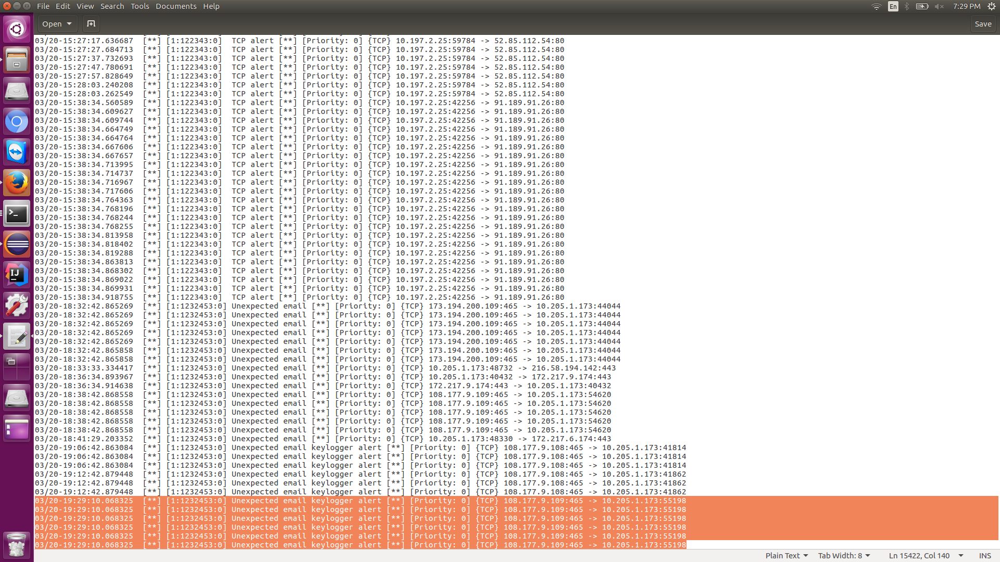 File Edit View Search Tools Documents Help
En 7:29 PM
Open Save
03/20-15:27:17.636687 [**] [1:122343:0] TCP alert [**] [Priority: 0] {TCP} 10.197.2.25:59784 -> 52.85.112.54:80
03/20-15:27:27.684713 [**] [1:122343:0] TCP alert [**] [Priority: 0] {TCP} 10.197.2.25:59784 -> 52.85.112.54:80
03/20-15:27:37.732693 [**] [1:122343:0] TCP alert [**] [Priority: 0] {TCP} 10.197.2.25:59784 -> 52.85.112.54:80
03/20-15:27:47.780691 [**] [1:122343:0] TCP alert [**] [Priority: 0] {TCP} 10.197.2.25:59784 -> 52.85.112.54:80
03/20-15:27:57.828649 [**] [1:122343:0] TCP alert [**] [Priority: 0] {TCP} 10.197.2.25:59784 -> 52.85.112.54:80
03/20-15:28:03.240208 [**] [1:122343:0] TCP alert [**] [Priority: 0] {TCP} 10.197.2.25:59784 -> 52.85.112.54:80
03/20-15:28:03.262549 [**] [1:122343:0] TCP alert [**] [Priority: 0] {TCP} 10.197.2.25:59784 -> 52.85.112.54:80
03/20-15:38:34.560589 [**] [1:122343:0] TCP alert [**] [Priority: 0] {TCP} 10.197.2.25:42256 -> 91.189.91.26:80
03/20-15:38:34.609627 [**] [1:122343:0] TCP alert [**] [Priority: 0] {TCP} 10.197.2.25:42256 -> 91.189.91.26:80
03/20-15:38:34.609744 [**] [1:122343:0] TCP alert [**] [Priority: 0] {TCP} 10.197.2.25:42256 -> 91.189.91.26:80
03/20-15:38:34.664749 [**] [1:122343:0] TCP alert [**] [Priority: 0] {TCP} 10.197.2.25:42256 -> 91.189.91.26:80
03/20-15:38:34.664764 [**] [1:122343:0] TCP alert [**] [Priority: 0] {TCP} 10.197.2.25:42256 -> 91.189.91.26:80
03/20-15:38:34.667606 [**] [1:122343:0] TCP alert [**] [Priority: 0] {TCP} 10.197.2.25:42256 -> 91.189.91.26:80
03/20-15:38:34.667657 [**] [1:122343:0] TCP alert [**] [Priority: 0] {TCP} 10.197.2.25:42256 -> 91.189.91.26:80
03/20-15:38:34.713995 [**] [1:122343:0] TCP alert [**] [Priority: 0] {TCP} 10.197.2.25:42256 -> 91.189.91.26:80
03/20-15:38:34.714737 [**] [1:122343:0] TCP alert [**] [Priority: 0] {TCP} 10.197.2.25:42256 -> 91.189.91.26:80
03/20-15:38:34.716967 [**] [1:122343:0] TCP alert [**] [Priority: 0] {TCP} 10.197.2.25:42256 -> 91.189.91.26:80
03/20-15:38:34.717606 [**] [1:122343:0] TCP alert [**] [Priority: 0] {TCP} 10.197.2.25:42256 -> 91.189.91.26:80
03/20-15:38:34.764363 [**] [1:122343:0] TCP alert [**] [Priority: 0] {TCP} 10.197.2.25:42256 -> 91.189.91.26:80
03/20-15:38:34.768196 [**] [1:122343:0] TCP alert [**] [Priority: 0] {TCP} 10.197.2.25:42256 -> 91.189.91.26:80
03/20-15:38:34.768244 [**] [1:122343:0] TCP alert [**] [Priority: 0] {TCP} 10.197.2.25:42256 -> 91.189.91.26:80
03/20-15:38:34.768255 [**] [1:122343:0] TCP alert [**] [Priority: 0] {TCP} 10.197.2.25:42256 -> 91.189.91.26:80
03/20-15:38:34.813958 [**] [1:122343:0] TCP alert [**] [Priority: 0] {TCP} 10.197.2.25:42256 -> 91.189.91.26:80
03/20-15:38:34.818402 [**] [1:122343:0] TCP alert [**] [Priority: 0] {TCP} 10.197.2.25:42256 -> 91.189.91.26:80
03/20-15:38:34.819288 [**] [1:122343:0] TCP alert [**] [Priority: 0] {TCP} 10.197.2.25:42256 -> 91.189.91.26:80
03/20-15:38:34.863813 [**] [1:122343:0] TCP alert [**] [Priority: 0] {TCP} 10.197.2.25:42256 -> 91.189.91.26:80
03/20-15:38:34.868302 [**] [1:122343:0] TCP alert [**] [Priority: 0] {TCP} 10.197.2.25:42256 -> 91.189.91.26:80
03/20-15:38:34.869022 [**] [1:122343:0] TCP alert [**] [Priority: 0] {TCP} 10.197.2.25:42256 -> 91.189.91.26:80
03/20-15:38:34.869931 [**] [1:122343:0] TCP alert [**] [Priority: 0] {TCP} 10.197.2.25:42256 -> 91.189.91.26:80
03/20-15:38:34.918755 [**] [1:122343:0] TCP alert [**] [Priority: 0] {TCP} 10.197.2.25:42256 -> 91.189.91.26:80
03/20-18:32:42.865269 [**] [1:1232453:0] Unexpected email [**] [Priority: 0] {TCP} 173.194.200.109:465 -> 10.205.1.173:44044
03/20-18:32:42.865269 [**] [1:1232453:0] Unexpected email [**] [Priority: 0] {TCP} 173.194.200.109:465 -> 10.205.1.173:44044
03/20-18:32:42.865269 [**] [1:1232453:0] Unexpected email [**] [Priority: 0] {TCP} 173.194.200.109:465 -> 10.205.1.173:44044
03/20-18:32:42.865269 [**] [1:1232453:0] Unexpected email [**] [Priority: 0] {TCP} 173.194.200.109:465 -> 10.205.1.173:44044
03/20-18:32:42.865269 [**] [1:1232453:0] Unexpected email [**] [Priority: 0] {TCP} 173.194.200.109:465 -> 10.205.1.173:44044
03/20-18:32:42.865858 [**] [1:1232453:0] Unexpected email [**] [Priority: 0] {TCP} 173.194.200.109:465 -> 10.205.1.173:44044
03/20-18:32:42.865858 [**] [1:1232453:0] Unexpected email [**] [Priority: 0] {TCP} 173.194.200.109:465 -> 10.205.1.173:44044
03/20-18:33:33.334417 [**] [1:1232453:0] Unexpected email [**] [Priority: 0] {TCP} 10.205.1.173:48732 -> 216.58.194.142:443
03/20-18:36:34.893967 [**] [1:1232453:0] Unexpected email [**] [Priority: 0] {TCP} 10.205.1.173:40432 -> 172.217.9.174:443
03/20-18:36:34.914638 [**] [1:1232453:0] Unexpected email [**] [Priority: 0] {TCP} 172.217.9.174:443 -> 10.205.1.173:40432
03/20-18:38:42.868558 [**] [1:1232453:0] Unexpected email [**] [Priority: 0] {TCP} 108.177.9.109:465 -> 10.205.1.173:54620
03/20-18:38:42.868558 [**] [1:1232453:0] Unexpected email [**] [Priority: 0] {TCP} 108.177.9.109:465 -> 10.205.1.173:54620
03/20-18:38:42.868558 [**] [1:1232453:0] Unexpected email [**] [Priority: 0] {TCP} 108.177.9.109:465 -> 10.205.1.173:54620
03/20-18:38:42.868558 [**] [1:1232453:0] Unexpected email [**] [Priority: 0] {TCP} 108.177.9.109:465 -> 10.205.1.173:54620
03/20-18:38:42.868558 [**] [1:1232453:0] Unexpected email [**] [Priority: 0] {TCP} 108.177.9.109:465 -> 10.205.1.173:54620
03/20-18:41:29.203352 [**] [1:1232453:0] Unexpected email [**] [Priority: 0] {TCP} 10.205.1.173:48330 -> 172.217.6.174:443
03/20-19:06:42.863084 [**] [1:1232453:0] Unexpected email keylogger alert [**] [Priority: 0] {TCP} 108.177.9.108:465 -> 10.205.1.173:41814
03/20-19:06:42.863084 [**] [1:1232453:0] Unexpected email keylogger alert [**] [Priority: 0] {TCP} 108.177.9.108:465 -> 10.205.1.173:41814
03/20-19:06:42.863084 [**] [1:1232453:0] Unexpected email keylogger alert [**] [Priority: 0] {TCP} 108.177.9.108:465 -> 10.205.1.173:41814
03/20-19:12:42.879448 [**] [1:1232453:0] Unexpected email keylogger alert [**] [Priority: 0] {TCP} 108.177.9.108:465 -> 10.205.1.173:41862
03/20-19:12:42.879448 [**] [1:1232453:0] Unexpected email keylogger alert [**] [Priority: 0] {TCP} 108.177.9.108:465 -> 10.205.1.173:41862
03/20-19:12:42.879448 [**] [1:1232453:0] Unexpected email keylogger alert [**] [Priority: 0] {TCP} 108.177.9.108:465 -> 10.205.1.173:41862
03/20-19:29:10.068325 [**] [1:1232453:0] Unexpected email keylogger alert [**] [Priority: 0] {TCP} 108.177.9.109:465 -> 10.205.1.173:55198
03/20-19:29:10.068325 [**] [1:1232453:0] Unexpected email keylogger alert [**] [Priority: 0] {TCP} 108.177.9.109:465 -> 10.205.1.173:55198
03/20-19:29:10.068325 [**] [1:1232453:0] Unexpected email keylogger alert [**] [Priority: 0] {TCP} 108.177.9.109:465 -> 10.205.1.173:55198
03/20-19:29:10.068325 [**] [1:1232453:0] Unexpected email keylogger alert [**] [Priority: 0] {TCP} 108.177.9.109:465 -> 10.205.1.173:55198
03/20-19:29:10.068325 [**] [1:1232453:0] Unexpected email keylogger alert [**] [Priority: 0] {TCP} 108.177.9.109:465 -> 10.205.1.173:55198
03/20-19:29:10.068325 [**] [1:1232453:0] Unexpected email keylogger alert [**] [Priority: 0] {TCP} 108.177.9.109:465 -> 10.205.1.173:55198
Plain Text Tab Width: 8 Ln 15422, Col 140 INS
IJ